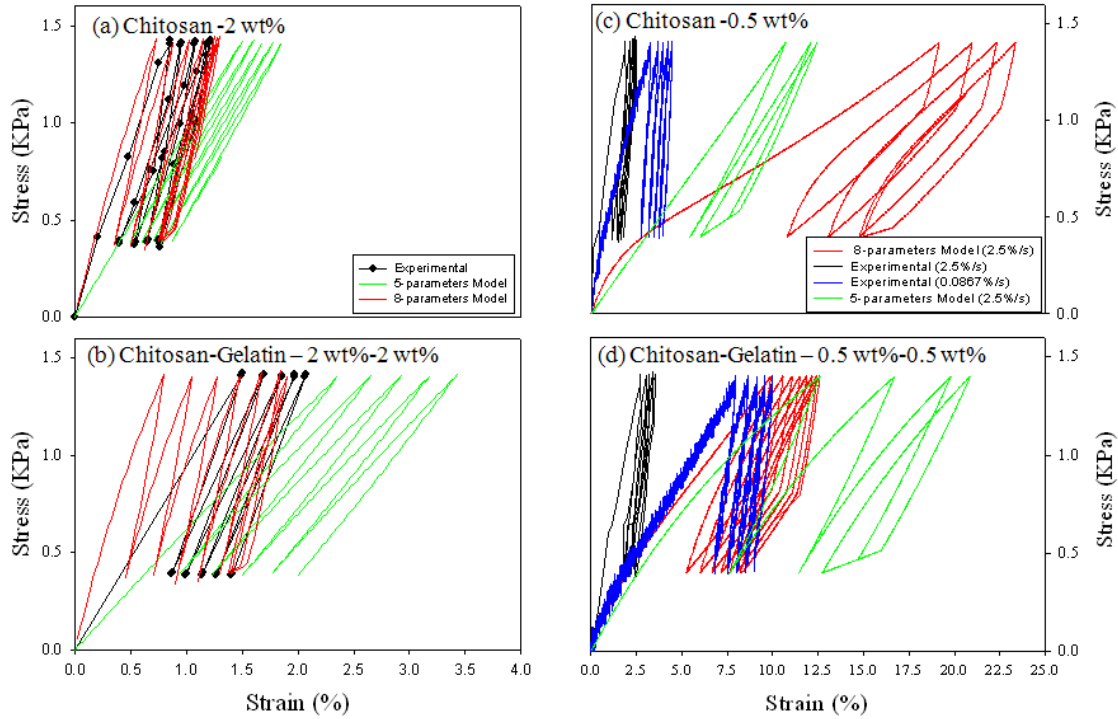 (a) Chitosan -2 wt%
1.5
1.0
0.5
0.0
Stress (KPa)
Experimental
5-parameters Model
8-parameters Model
(c) Chitosan -0.5 wt%
1.5
1.0
0.5
0.0
Stress (KPa)
8-parameters Model (2.5%/s)
Experimental (2.5%/s)
Experimental (0.0867%/s)
5-parameters Model (2.5%/s)
(b) Chitosan-Gelatin – 2 wt%-2 wt%
1.5
1.0
0.5
0.0
Stress (KPa)
0.0 0.5 1.0 1.5 2.0 2.5 3.0 3.5 4.0
Strain (%)
(d) Chitosan-Gelatin – 0.5 wt%-0.5 wt%
1.5
1.0
0.5
0.0
Stress (KPa)
0.0 2.5 5.0 7.5 10.0 12.5 15.0 17.5 20.0 22.5 25.0
Strain (%)